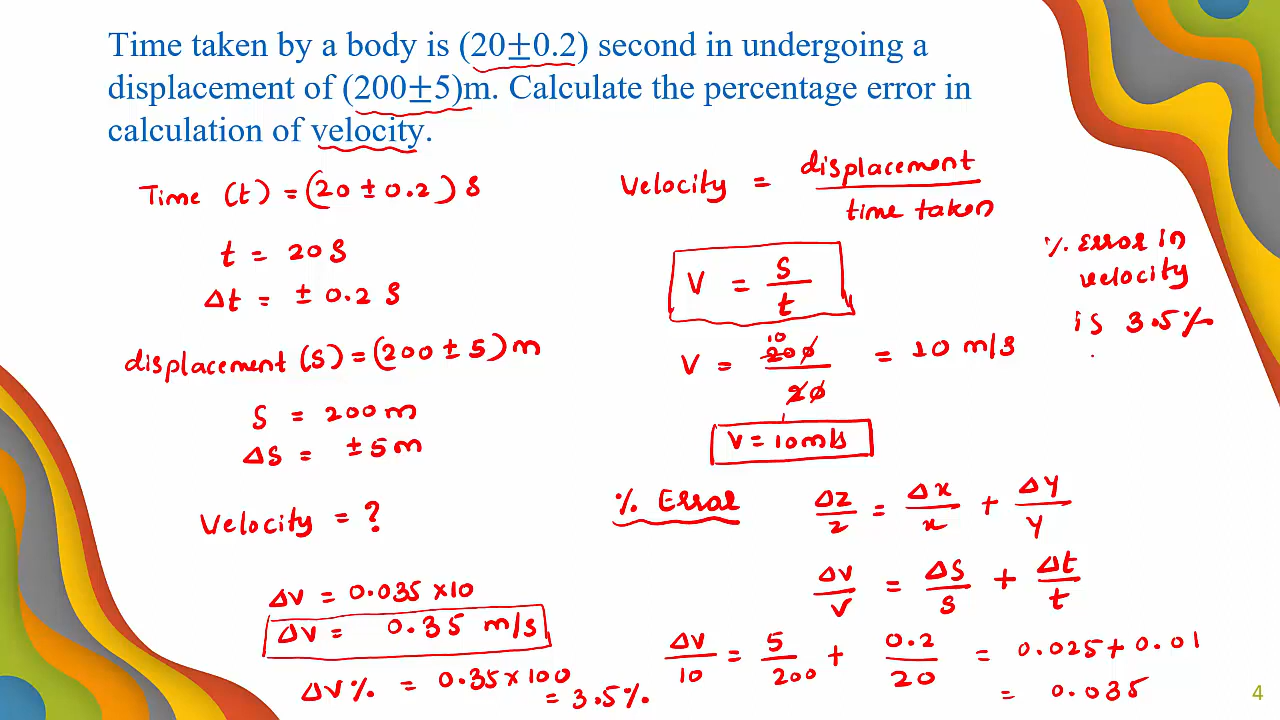 Time taken by a body is (20±0.2) second in undergoing a
displacement of (200±5)m. Calculate the percentage error in
calculation of velocity.
Time (t) = (20 ± 0.2) S
t = 20 S
Δt = ± 0.2 S
displacement (S) = (200 ± 5) m
S = 200 m
ΔS = ± 5 m
Velocity = ?
ΔV = 0.035 × 10
ΔV = 0.35 m/s
ΔV% = 0.35 × 100
= 3.5%
Velocity = displacement / time taken
V = S / t
V = 200 / 20 = 10 m/s
10
1
V = 10 m/s
% Error
ΔZ / Z = Δx / x + ΔY / Y
ΔV / V = ΔS / S + Δt / t
ΔV / 10 = 5 / 200 + 0.2 / 20 = 0.025 + 0.01
= 0.035
% Error in
velocity
is 3.5%
4